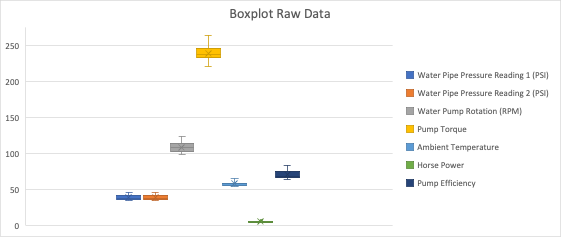 Boxplot Raw Data
250
200
150
100
50
0
Water Pipe Pressure Reading 1 (PSI)
Water Pipe Pressure Reading 2 (PSI)
Water Pump Rotation (RPM)
Pump Torque
Ambient Temperature
Horse Power
Pump Efficiency